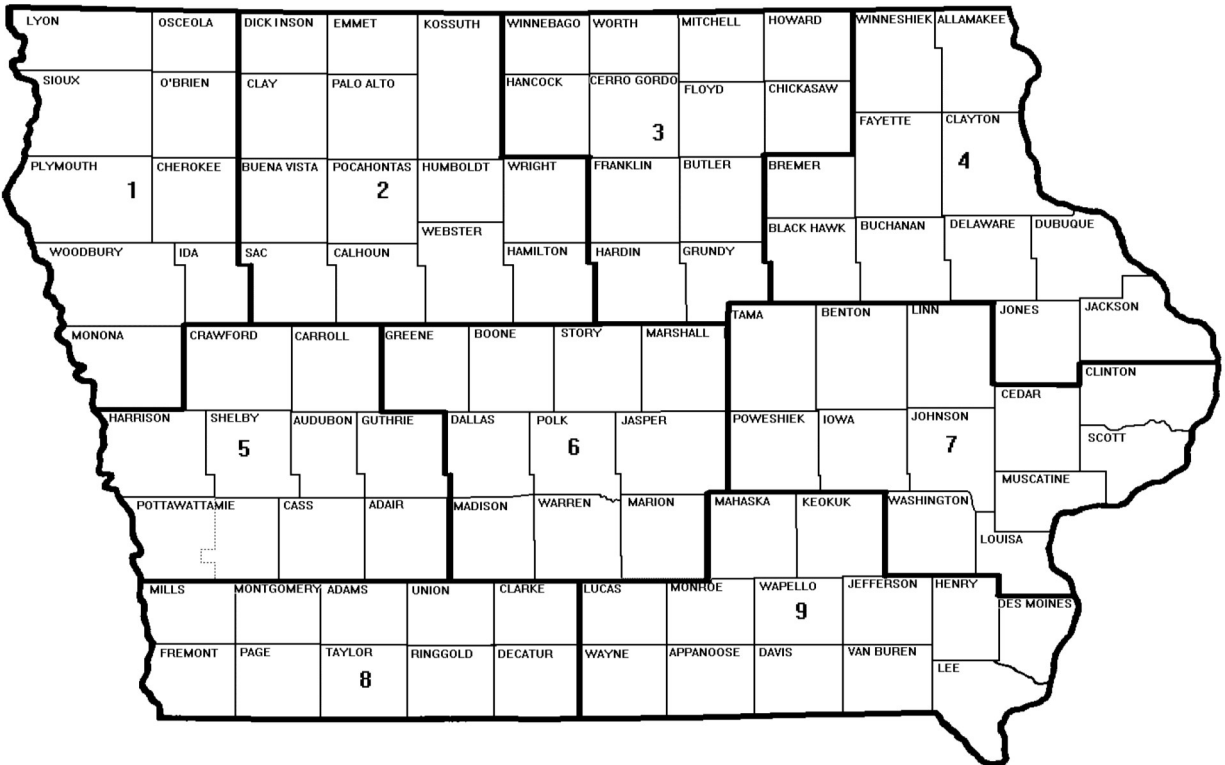 LYON OSCEOLA DICKINSON EMMET KOSSUTH WINNEBAGO WORTH MITCHELL HOWARD WINNESHIEK ALLAMAKEE
SIOUX O'BRIEN CLAY PALO ALTO HANCOCK CERRO GORDO FLOYD CHICKASAW
3
FAYETTE CLAYTON
4
PLYMOUTH CHEROKEE BUENA VISTA POCAHONTAS HUMBOLDT WRIGHT FRANKLIN BUTLER BREMER
1 2
WEBSTER BLACK HAWK BUCHANAN DELAWARE DUBUQUE
WOODBURY IDA SAC CALHOUN HAMILTON HARDIN GRUNDY
TAMA BENTON LINN JONES JACKSON
MONONA CRAWFORD CARROLL GREENE BOONE STORY MARSHALL
CLINTON
CEDAR
HARRISON SHELBY AUDUBON GUTHRIE DALLAS POLK JASPER POWESHIEK IOWA JOHNSON
5 6 7
SCOTT
MUSCATINE
POTTAWATTAMIE CASS ADAIR MADISON WARREN MARION MAHASKA KEOKUK WASHINGTON
LOUISA
MILLS MONTGOMERY ADAMS UNION CLARKE LUCAS MONROE WAPELLO JEFFERSON HENRY
9
DES MOINES
FREMONT PAGE TAYLOR RINGGOLD DECATUR WAYNE APPANOOSE DAVIS VAN BUREN
LEE
8